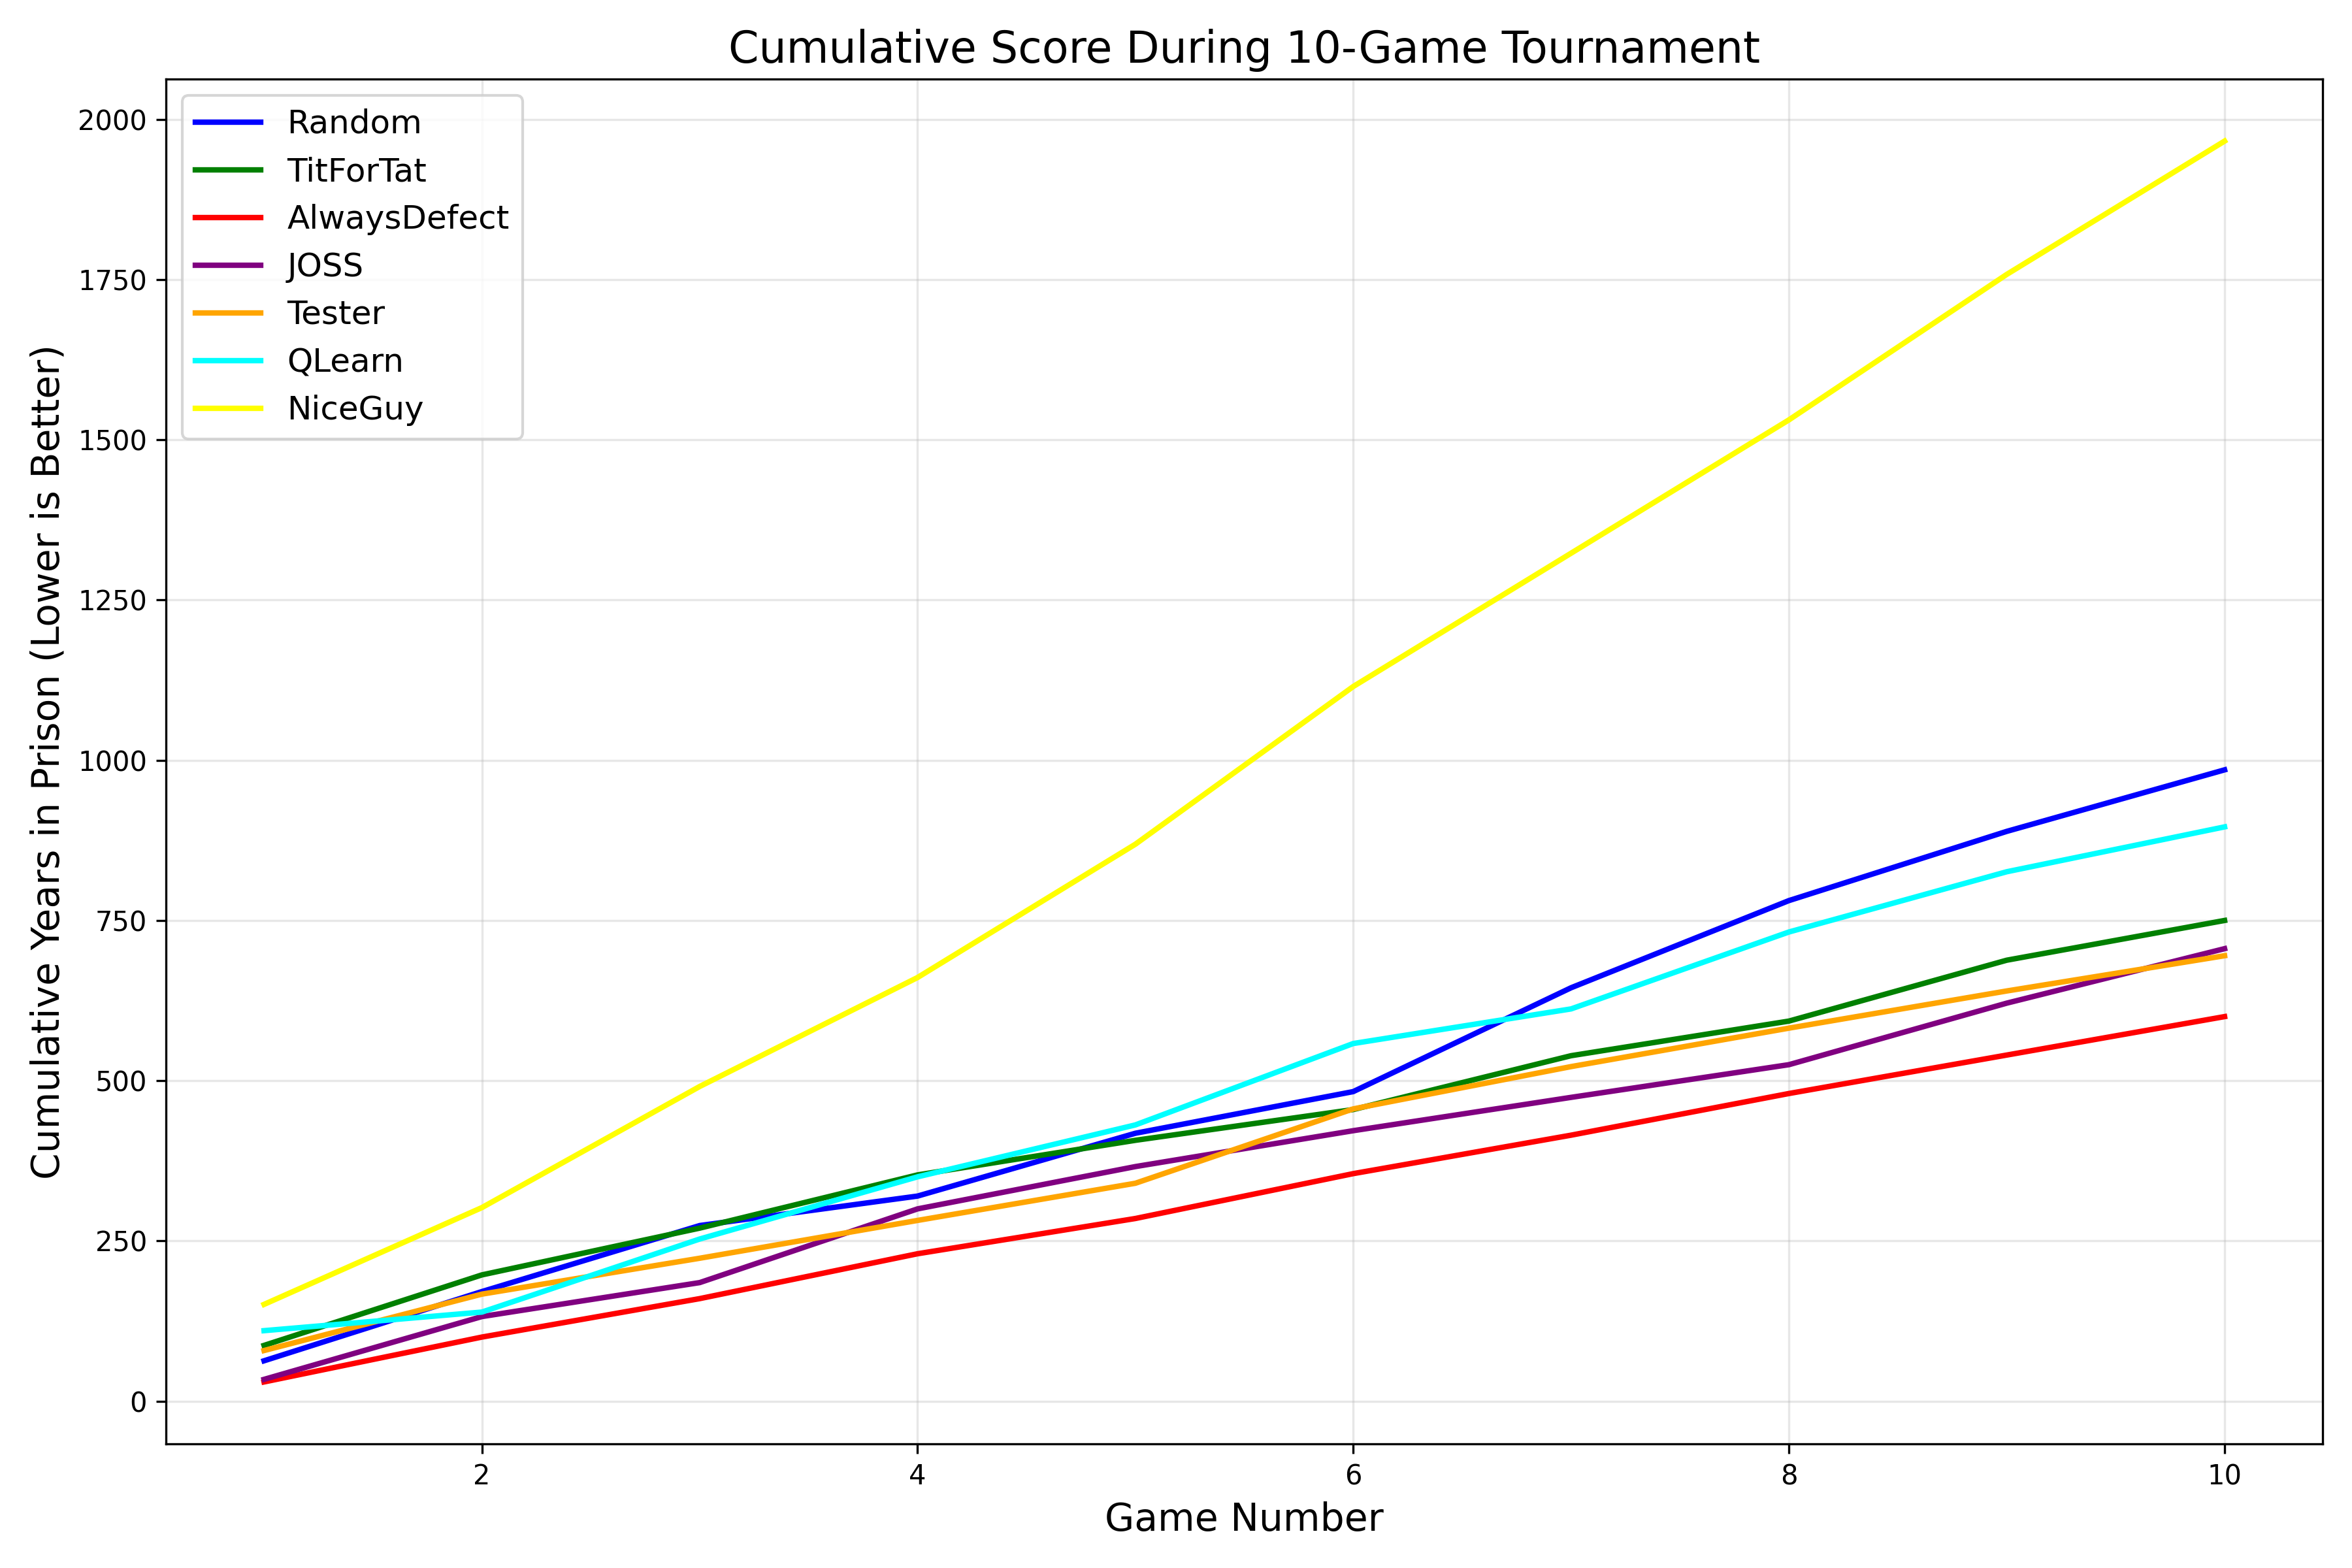 Cumulative Score During 10-Game Tournament
Cumulative Years in Prison (Lower is Better)
2000
1750
1500
1250
1000
750
500
250
0
Random
TitForTat
AlwaysDefect
JOSS
Tester
QLearn
NiceGuy
2 4 6 8 10
Game Number